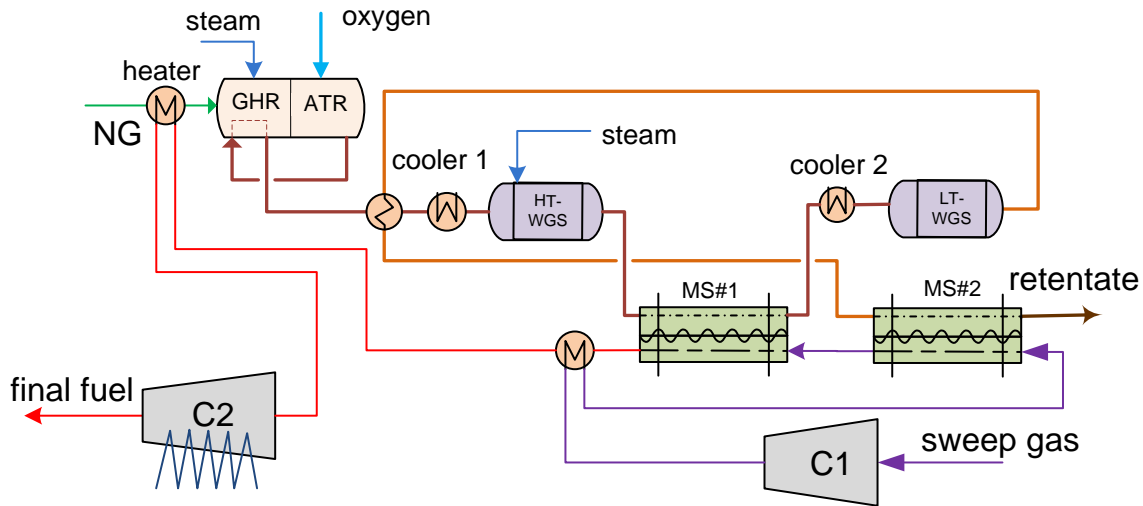 steam
oxygen
heater
GHR
ATR
NG
cooler 1
steam
cooler 2
HT-
WGS
LT-
WGS
MS#1
MS#2
retentate
final fuel
C2
C1
sweep gas